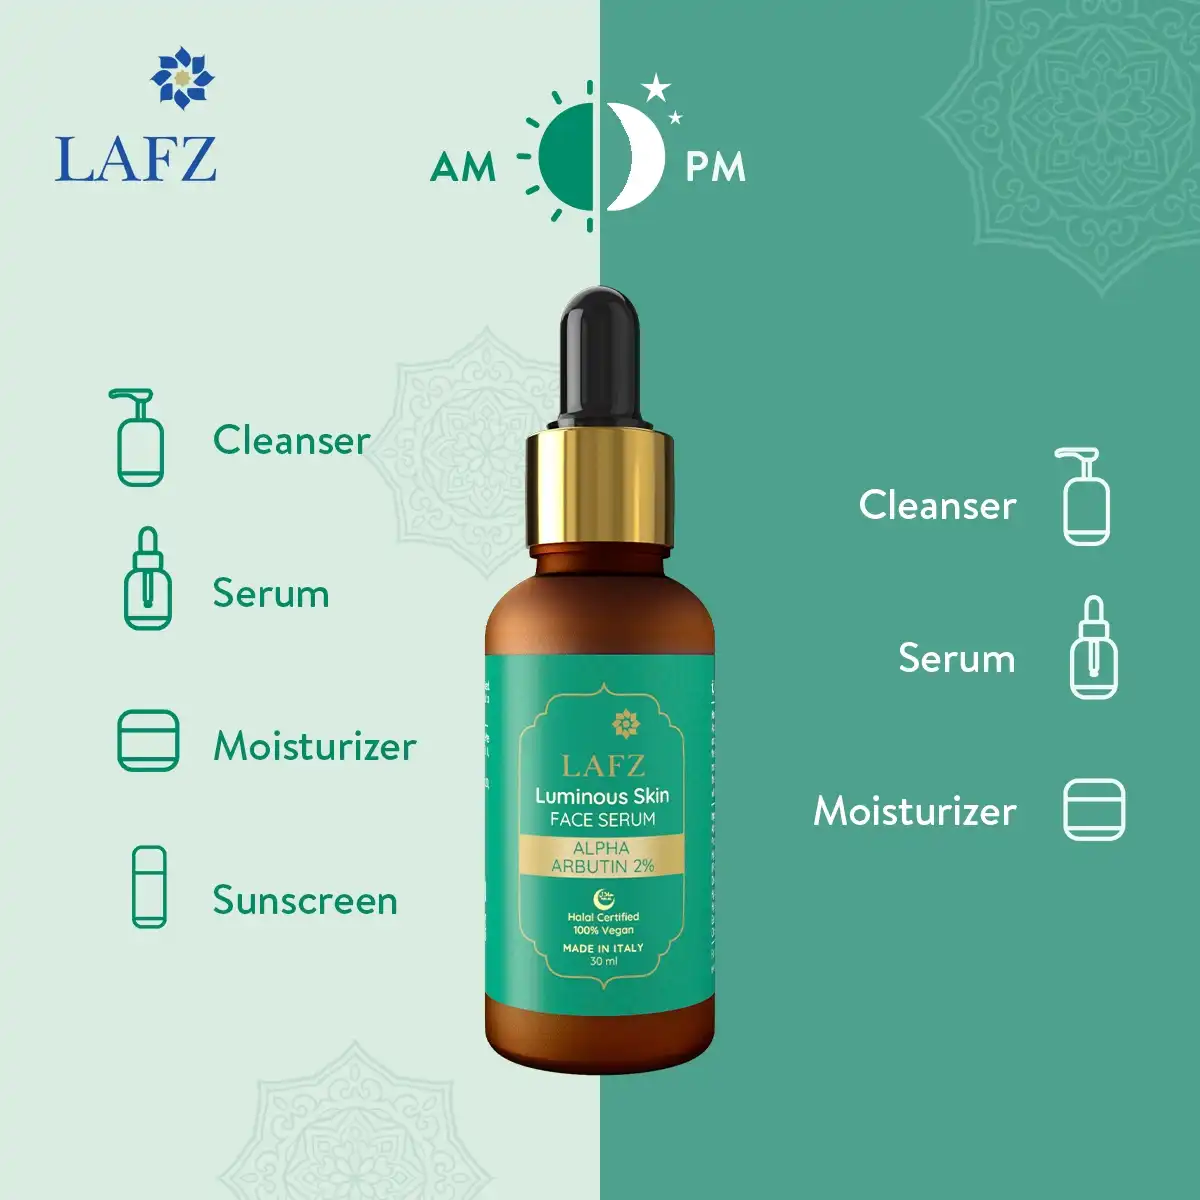 LAFZ
AM
PM
Cleanser
Serum
Moisturizer
Sunscreen
Cleanser
Serum
Moisturizer
LAFZ
Luminous Skin
FACE SERUM
ALPHA
ARBUTIN 2%
Halal Certified
100% Vegan
MADE IN ITALY
30 ml